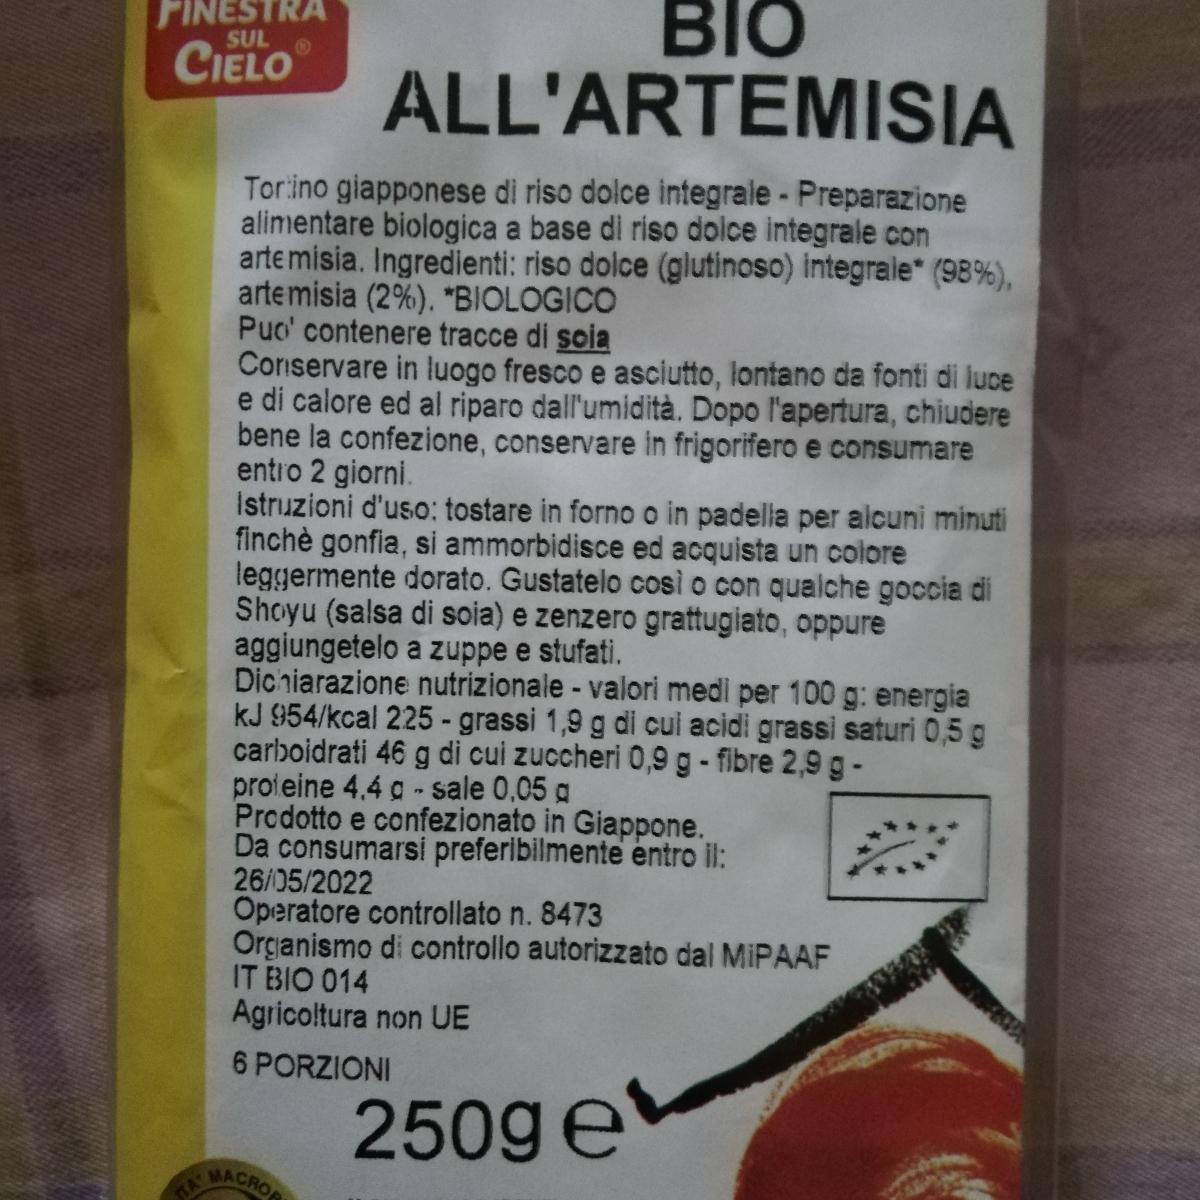 FINESTRA
SUL
CIELO®
BIO
ALL'ARTEMISIA
Tortino giapponese di riso dolce integrale - Preparazione
alimentare biologica a base di riso dolce integrale con
artemisia. Ingredienti: riso dolce (glutinoso) integrale* (98%),
artemisia (2%). *BIOLOGICO
Puo' contenere tracce di soia
Conservare in luogo fresco e asciutto, lontano da fonti di luce
e di calore ed al riparo dall'umidità. Dopo l'apertura, chiudere
bene la confezione, conservare in frigorifero e consumare
entro 2 giorni.
Istruzioni d'uso: tostare in forno o in padella per alcuni minuti
finchè gonfia, si ammorbidisce ed acquista un colore
leggermente dorato. Gustatelo così o con qualche goccia di
Shoyu (salsa di soia) e zenzero grattugiato, oppure
aggiungetelo a zuppe e stufati.
Dichiarazione nutrizionale - valori medi per 100 g: energia
kJ 954/kcal 225 - grassi 1,9 g di cui acidi grassi saturi 0,5 g
carboidrati 46 g di cui zuccheri 0,9 g - fibre 2,9 g -
proteine 4,4 g - sale 0,05 g
Prodotto e confezionato in Giappone.
Da consumarsi preferibilmente entro il:
26/05/2022
Operatore controllato n. 8473
Organismo di controllo autorizzato dal MiPAAF
IT BIO 014
Agricoltura non UE
6 PORZIONI
250g e